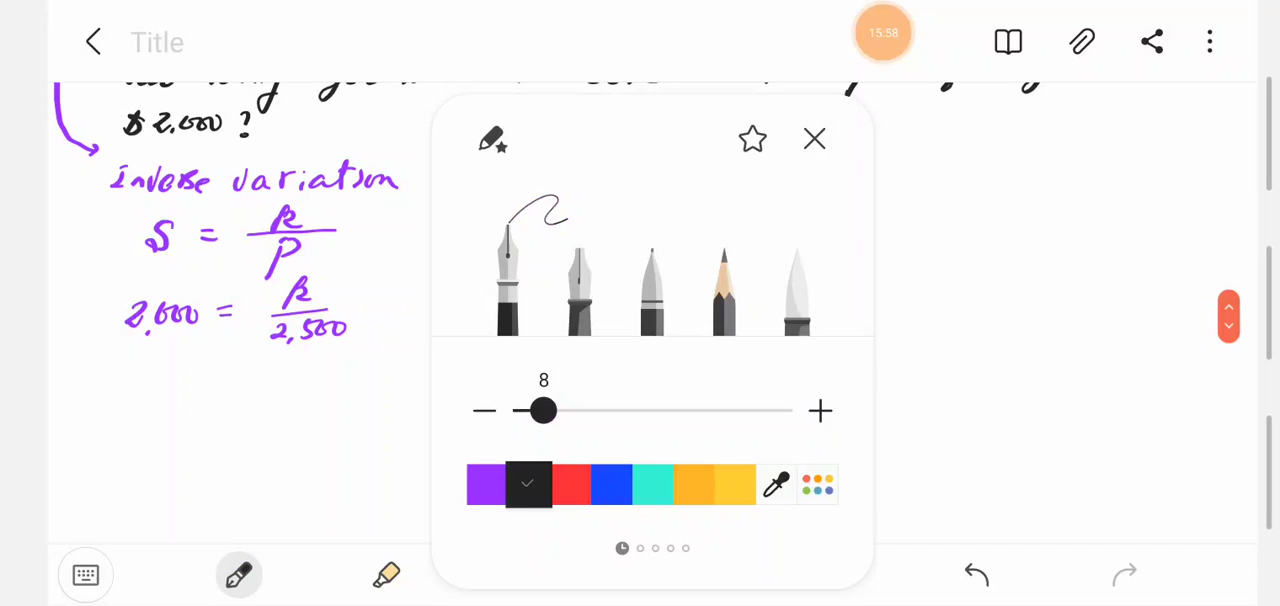 15:58
Title
$ 2.000 ?
inverse variation
S = k/P
2,000 = k/2,500
8